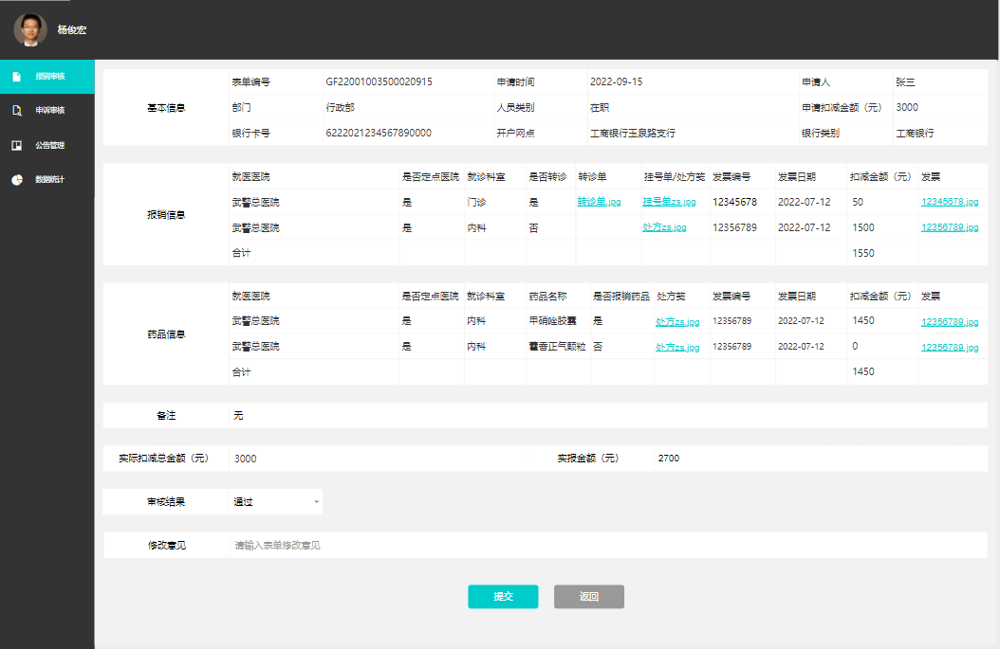 杨俊宏
报销审核
申诉审核
公告管理
数据统计
基本信息
表单编号 GF22001003500020915 申请时间 2022-09-15 申请人 张三
部门 行政部 人员类别 在职 申请扣减金额（元） 3000
银行卡号 6222021234567890000 开户网点 工商银行玉泉路支行 银行类别 工商银行
报销信息
就医医院 是否定点医院 就诊科室 是否转诊 转诊单 挂号单/处方笺 发票编号 发票日期 扣减金额（元） 发票
武警总医院 是 门诊 是 转诊单.jpg 挂号单zs.jpg 12345678 2022-07-12 50 12345678.jpg
武警总医院 是 内科 否 处方zs.jpg 12356789 2022-07-12 1500 12356789.jpg
合计 1550
药品信息
就医医院 是否定点医院 就诊科室 药品名称 是否报销药品 处方笺 发票编号 发票日期 扣减金额（元） 发票
武警总医院 是 内科 甲硝唑胶囊 是 处方zs.jpg 12356789 2022-07-12 1450 12356789.jpg
武警总医院 是 内科 藿香正气颗粒 否 处方zs.jpg 12356789 2022-07-12 0 12356789.jpg
合计 1450
备注 无
实际扣减总金额（元） 3000 实报金额（元） 2700
审核结果 通过
修改意见 请输入表单修改意见
提交 返回